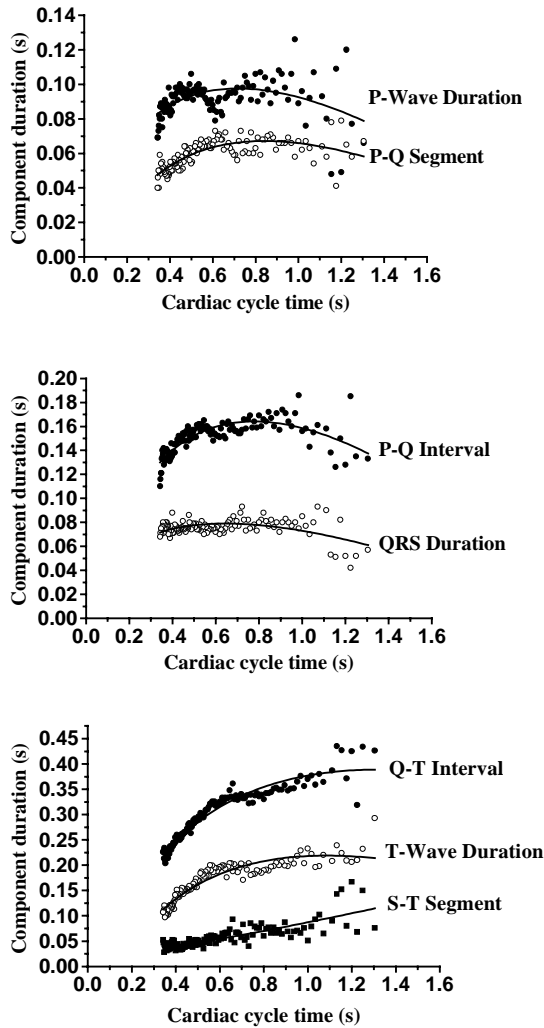 Component duration (s)
0.14
0.12
0.10
0.08
0.06
0.04
0.02
0.00
P-Wave Duration
P-Q Segment
0.0 0.2 0.4 0.6 0.8 1.0 1.2 1.4 1.6
Cardiac cycle time (s)
Component duration (s)
0.20
0.18
0.16
0.14
0.12
0.10
0.08
0.06
0.04
0.02
0.00
P-Q Interval
QRS Duration
0.0 0.2 0.4 0.6 0.8 1.0 1.2 1.4 1.6
Cardiac cycle time (s)
Component duration (s)
0.45
0.40
0.35
0.30
0.25
0.20
0.15
0.10
0.05
0.00
Q-T Interval
T-Wave Duration
S-T Segment
0.0 0.2 0.4 0.6 0.8 1.0 1.2 1.4 1.6
Cardiac cycle time (s)